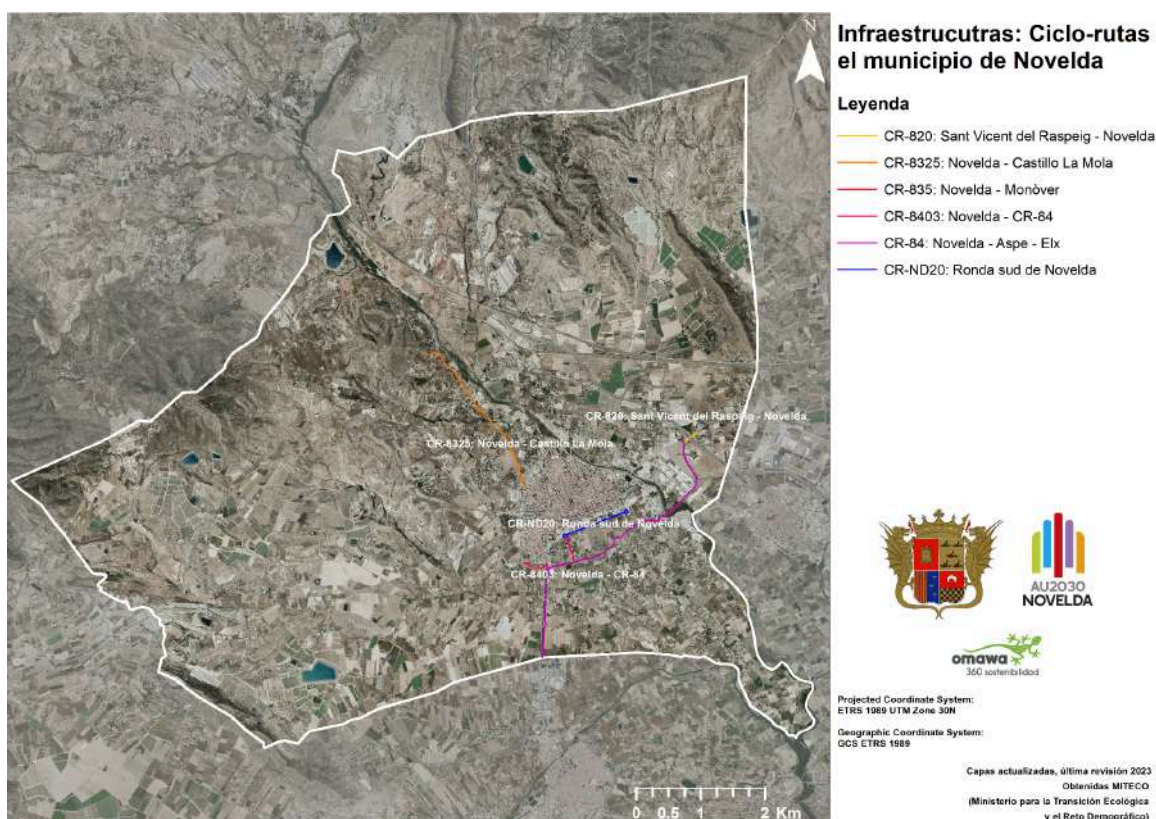 N
Infraestrucutras: Ciclo-rutas
el municipio de Novelda
Leyenda
CR-820: Sant Vicent del Raspeig - Novelda
CR-8325: Novelda - Castillo La Mola
CR-835: Novelda - Monòver
CR-8403: Novelda - CR-84
CR-84: Novelda - Aspe - Elx
CR-ND20: Ronda sud de Novelda
CR-820: Sant Vicent del Raspeig - Novelda
CR-8325: Novelda - Castillo La Mola
CR-ND20: Ronda sud de Novelda
CR-8403: Novelda - CR-84
AU2030
NOVELDA
omawa
360 sostenibilidad
Projected Coordinate System:
ETRS 1989 UTM Zone 30N
Geographic Coordinate System:
GCS ETRS 1989
Capas actualizadas, última revisión 2023
Obtenidas MITECO
(Ministerio para la Transición Ecológica
y el Reto Demográfico)
0 0.5 1 2 Km